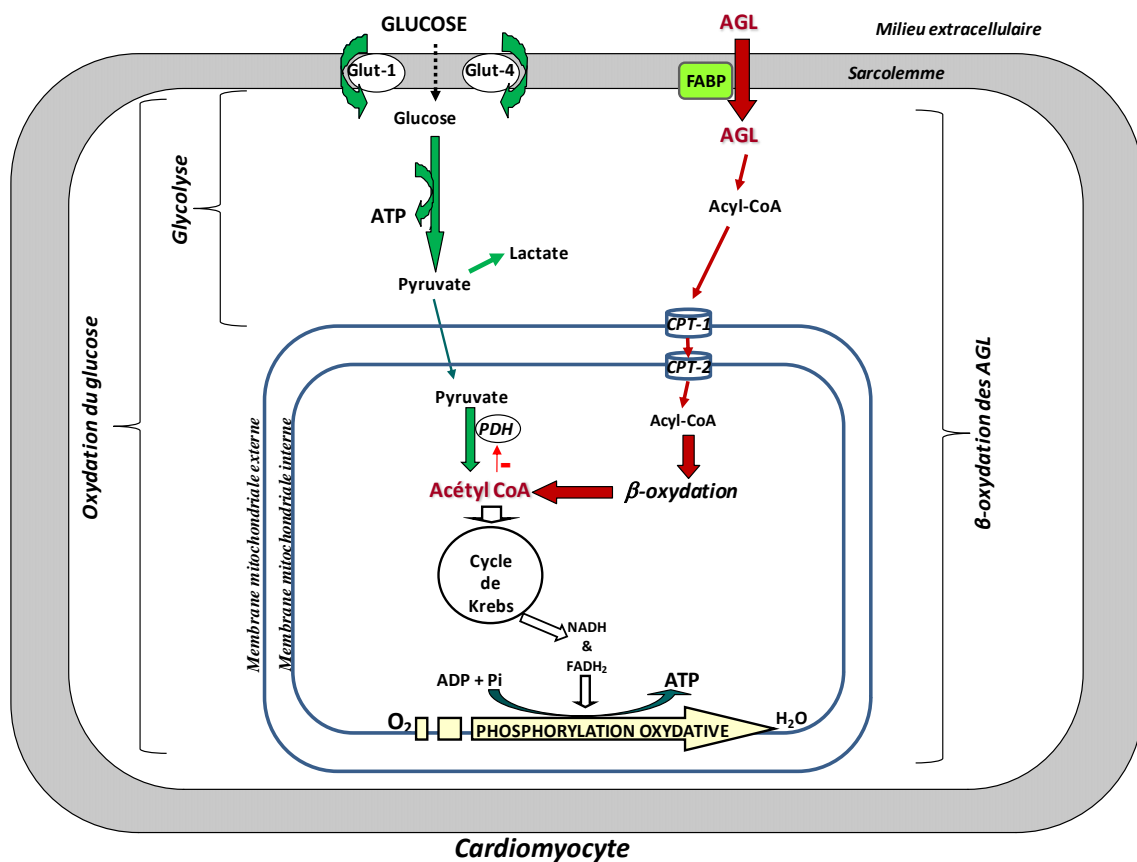 GLUCOSE
AGL
Milieu extracellulaire
Glut-1
Glut-4
FABP
Sarcolemme
Glucose
AGL
ATP
Acyl-CoA
Lactate
Pyruvate
Glycolyse
Oxydation du glucose
β-oxydation des AGL
CPT-1
CPT-2
Membrane mitochondriale externe
Membrane mitochondriale interne
Pyruvate
PDH
Acyl-CoA
-
Acétyl CoA
β-oxydation
Cycle
de
Krebs
NADH
&
FADH₂
ADP + Pi
ATP
O₂
PHOSPHORYLATION OXYDATIVE
H₂O
Cardiomyocyte